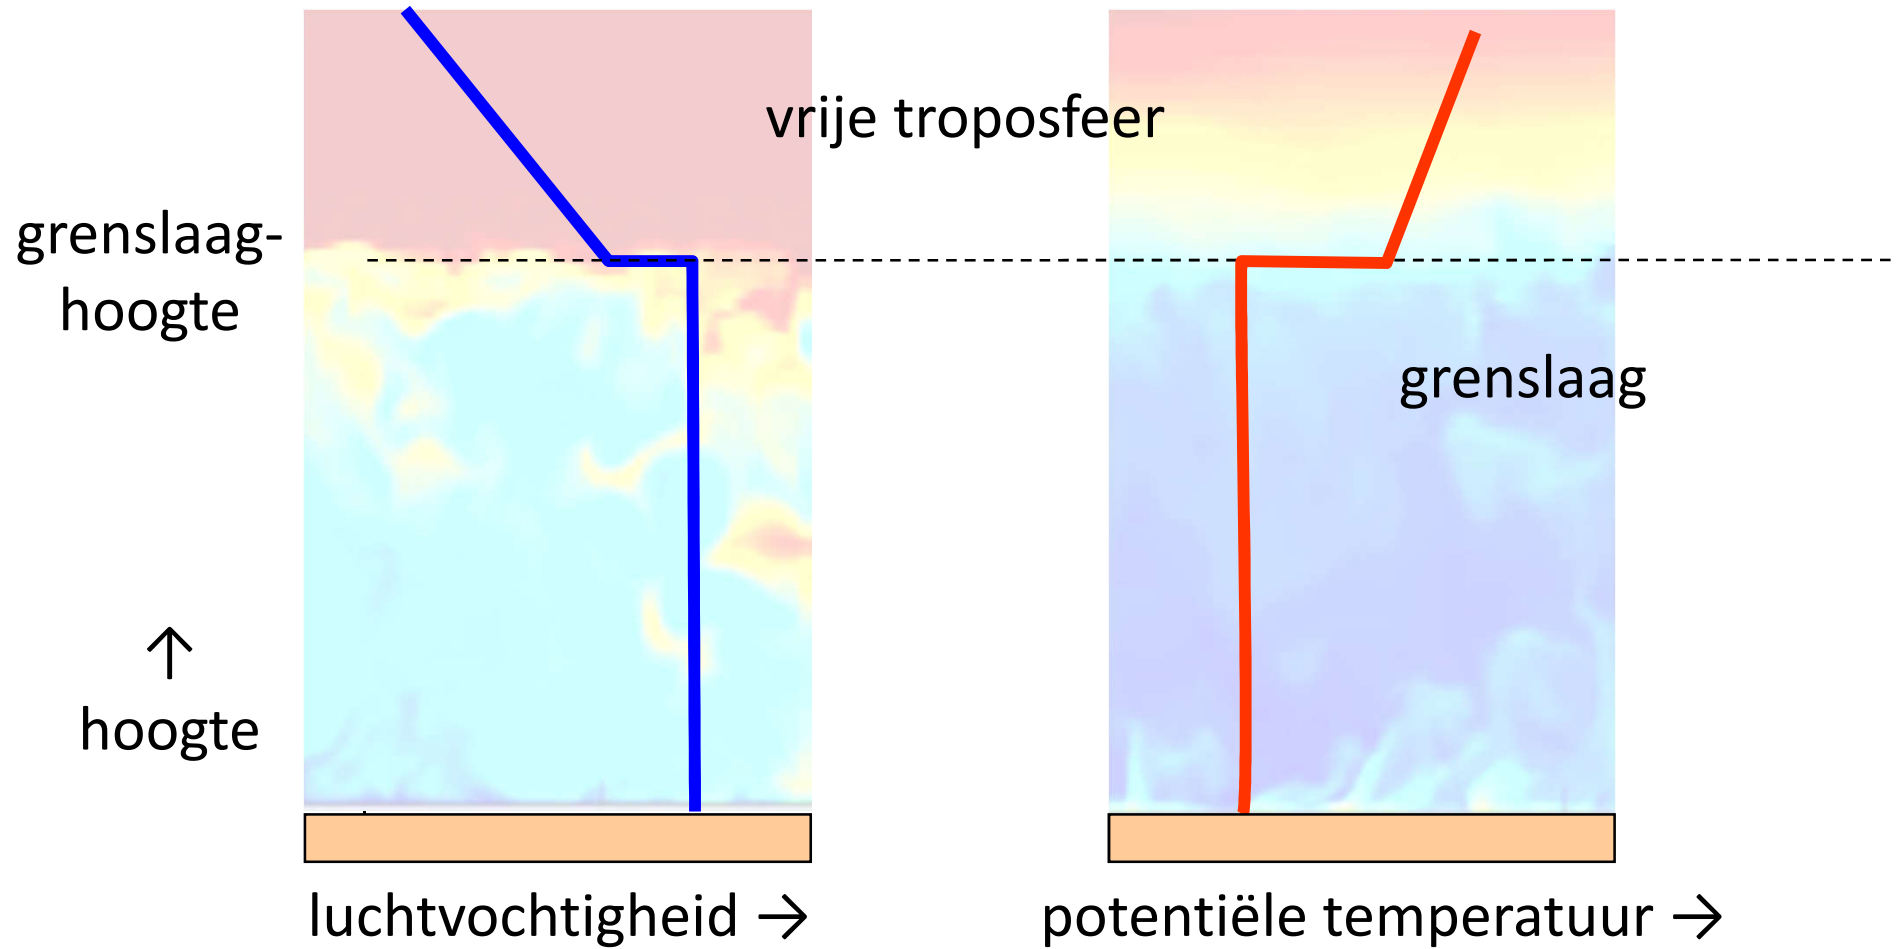 vrije troposfeer
grenslaag-
hoogte
grenslaag
↑
hoogte
luchtvochtigheid →
potentiële temperatuur →